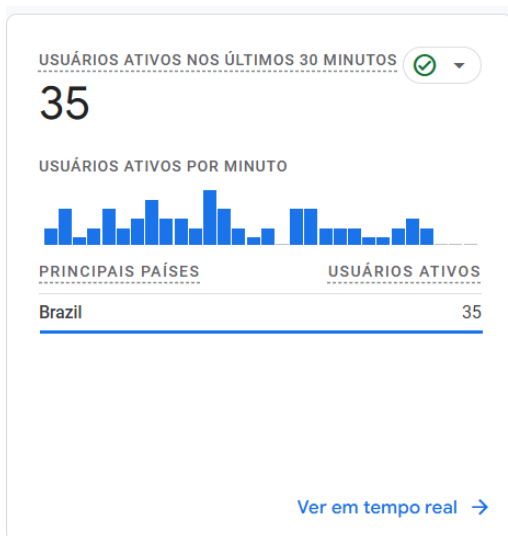 USUÁRIOS ATIVOS NOS ÚLTIMOS 30 MINUTOS
35
USUÁRIOS ATIVOS POR MINUTO
PRINCIPAIS PAÍSES USUÁRIOS ATIVOS
Brazil 35
Ver em tempo real →